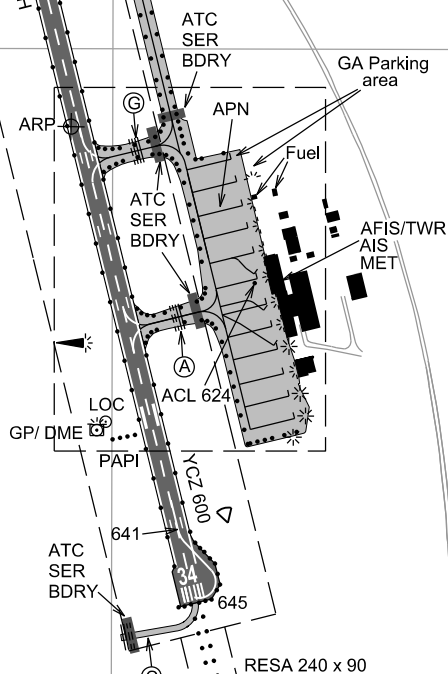 ATC
SER
BDRY
GA Parking
area
G
APN
ARP
Fuel
ATC
SER
BDRY
AFIS/TWR
AIS
MET
A
ACL 624
LOC
GP/ DME
PAPI
YCZ 600
641
ATC
SER
BDRY
34
645
RESA 240 x 90